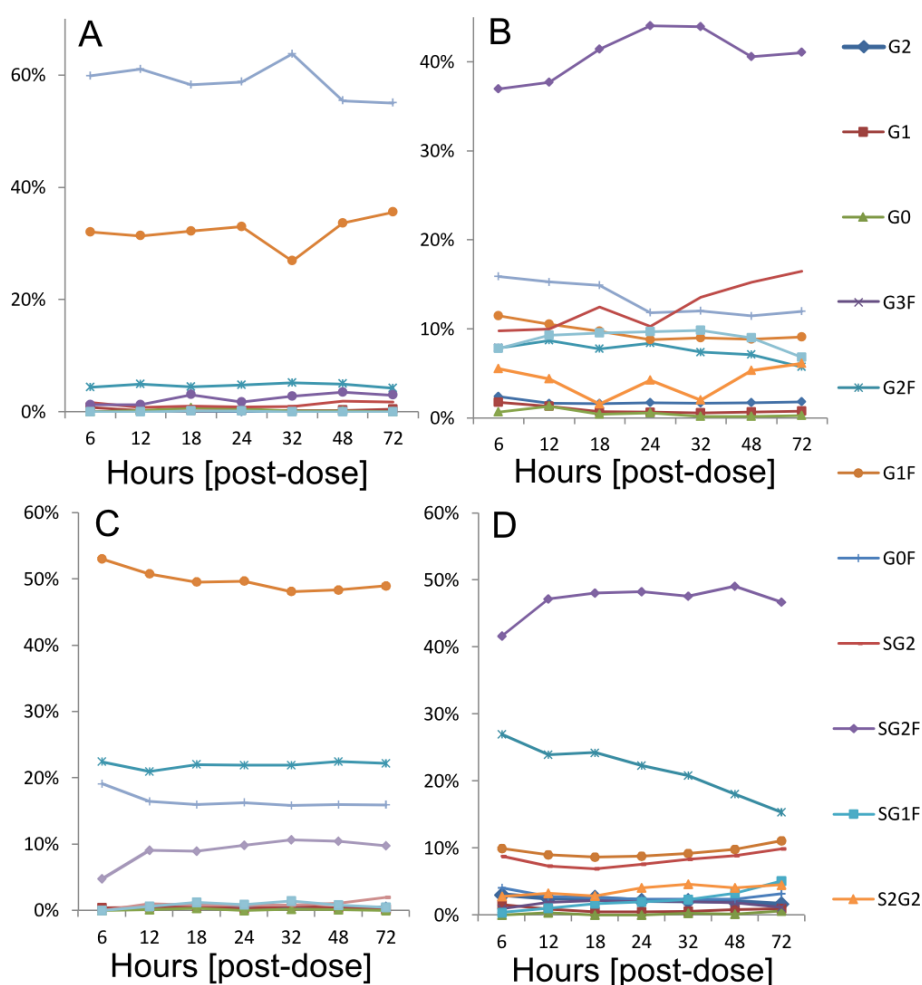 A
60%
40%
20%
0%
6 12 18 24 32 48 72
Hours [post-dose]
B
40%
30%
20%
10%
0%
6 12 18 24 32 48 72
Hours [post-dose]
C
60%
50%
40%
30%
20%
10%
0%
6 12 18 24 32 48 72
Hours [post-dose]
D
60%
50%
40%
30%
20%
10%
0%
6 12 18 24 32 48 72
Hours [post-dose]
G2
G1
G0
G3F
G2F
G1F
G0F
SG2
SG2F
SG1F
S2G2